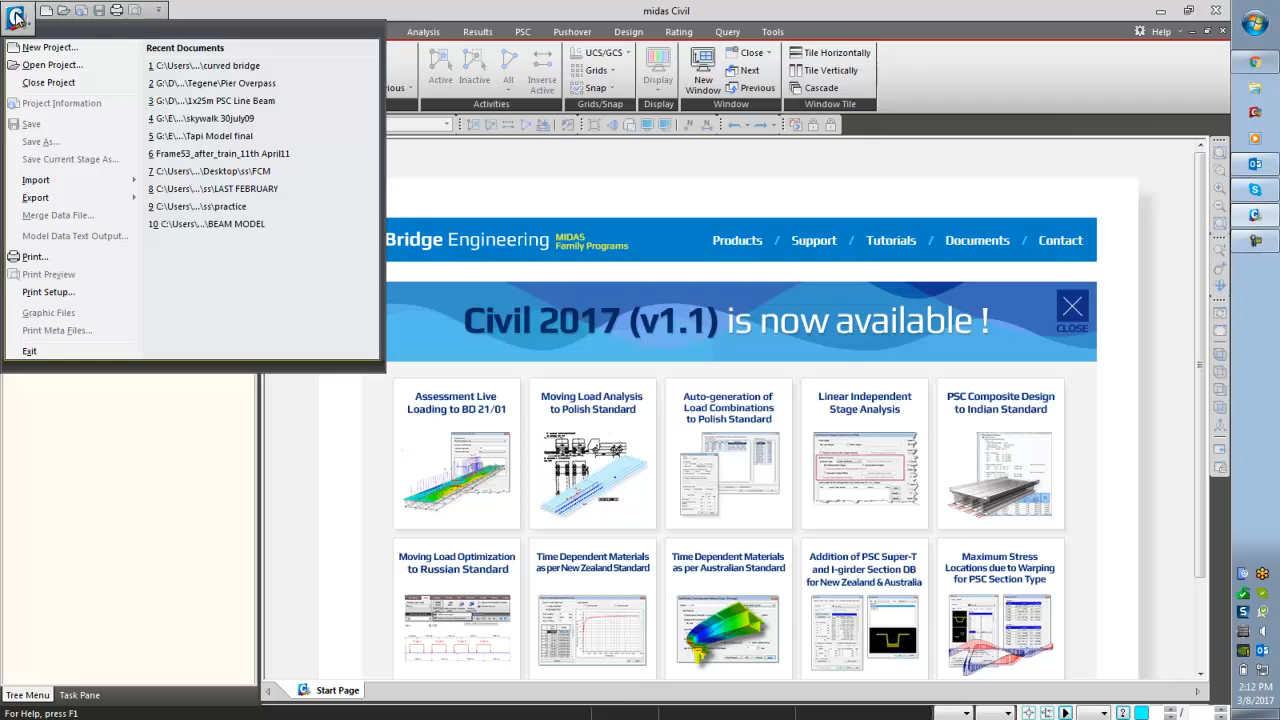 midas Civil
Analysis Results PSC Pushover Design Rating Query Tools
Help
UCS/GCS
Grids
Snap
Active Inactive All Inverse Active
Display
New Window
Close
Next
Previous
Tile Horizontally
Tile Vertically
Cascade
Activities Grids/Snap Display Window Window Tile
New Project...
Open Project...
Close Project
Project Information
Save
Save As...
Save Current Stage As...
Import
Export
Merge Data File...
Model Data Text Output...
Print...
Print Preview
Print Setup...
Graphic Files
Print Meta Files...
Exit
Recent Documents
1 C:\Users\...\curved bridge
2 G:\D\...\Tegene\Pier Overpass
3 G:\D\...\1x25m PSC Line Beam
4 G:\E\...\skywalk 30july09
5 G:\E\...\Tapi Model final
6 Frame53_after_train_11th April11
7 C:\Users\...\Desktop\ss\FCM
8 C:\Users\...\ss\LAST FEBRUARY
9 C:\Users\...\ss\practice
10 C:\Users\...\BEAM MODEL
Bridge Engineering MIDAS Family Programs
Products / Support / Tutorials / Documents / Contact
Civil 2017 (v1.1) is now available !
CLOSE
Assessment Live
Loading to BD 21/01
Moving Load Analysis
to Polish Standard
Auto-generation of
Load Combinations
to Polish Standard
Linear Independent
Stage Analysis
PSC Composite Design
to Indian Standard
Moving Load Optimization
to Russian Standard
Time Dependent Materials
as per New Zealand Standard
Time Dependent Materials
as per Australian Standard
Addition of PSC Super-T
and I-girder Section DB
for New Zealand & Australia
Maximum Stress
Locations due to Warping
for PSC Section Type
Tree Menu Task Pane
Start Page
For Help, press F1
2:12 PM
3/8/2017